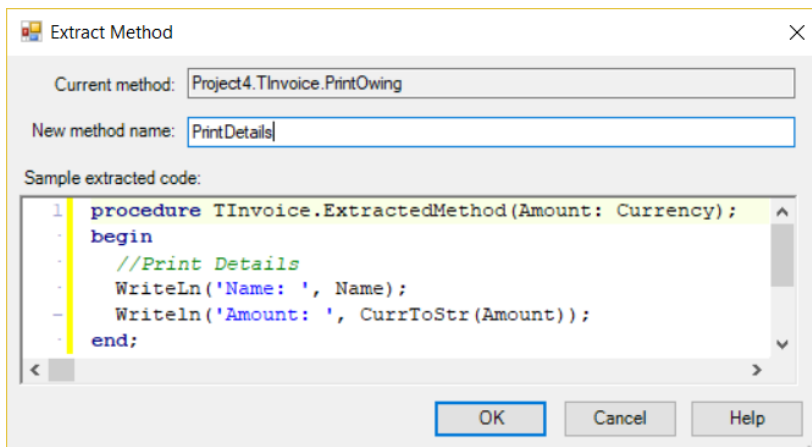 Extract Method
Current method: Project4.TInvoice.PrintOwing
New method name: PrintDetails
Sample extracted code:
1 procedure TInvoice.ExtractedMethod(Amount: Currency);
begin
//Print Details
WriteLn('Name: ', Name);
Writeln('Amount: ', CurrToStr(Amount));
end;
OK Cancel Help